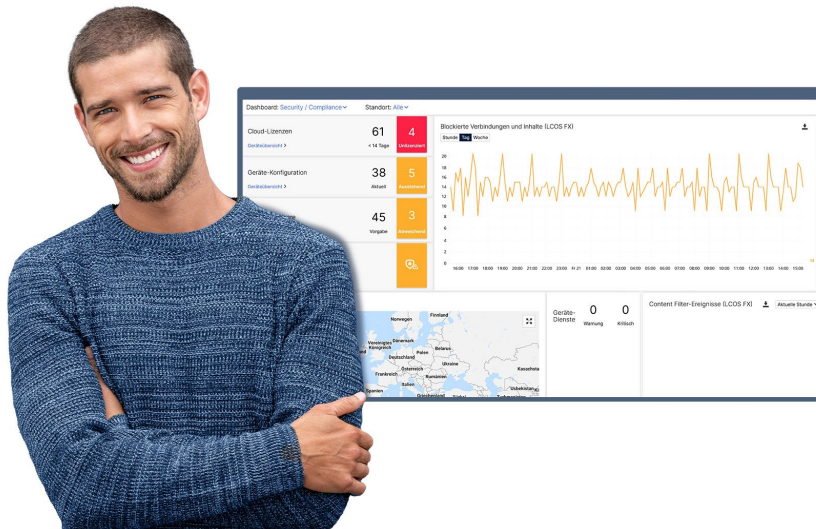 Dashboard: Security / Compliance
Standort: Alle
Cloud-Lizenzen
Geräteübersicht >
61
< 14 Tage
4
Unlizenziert
Geräte-Konfiguration
Geräteübersicht >
38
Aktuell
5
Ausstehend
45
Vorgabe
3
Abweichend
Blockierte Verbindungen und Inhalte (LCOS FX)
Stunde Tag Woche
20
18
16
14
12
10
8
6
4
2
0
16:00 17:00 18:00 19:00 20:00 21:00 22:00 23:00 Fr 21 01:00 02:00 03:00 04:00 05:00 06:00 07:00 08:00 09:00 10:00 11:00 12:00 13:00 14:00 15:00
Norwegen
Finnland
Vereinigtes
Königreich
Dänemark
Belarus
Polen
Deutschland
Ukraine
Österreich
Frankreich
Rumänien
Kasachsta
Italien
Spanien
Usbekistan
Griechenland
Geräte-
Dienste
0
Warnung
0
Kritisch
Content Filter-Ereignisse (LCOS FX)
Aktuelle Stunde